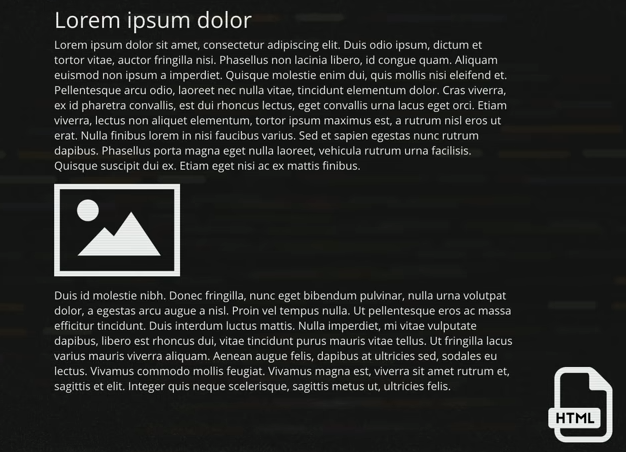 Lorem ipsum dolor
Lorem ipsum dolor sit amet, consectetur adipiscing elit. Duis odio ipsum, dictum et
tortor vitae, auctor fringilla nisi. Phasellus non lacinia libero, id congue quam. Aliquam
euismod non ipsum a imperdiet. Quisque molestie enim dui, quis mollis nisi eleifend et.
Pellentesque arcu odio, laoreet nec nulla vitae, tincidunt elementum dolor. Cras viverra,
ex id pharetra convallis, est dui rhoncus lectus, eget convallis urna lacus eget orci. Etiam
viverra, lectus non aliquet elementum, tortor ipsum maximus est, a rutrum nisl eros ut
erat. Nulla finibus lorem in nisi faucibus varius. Sed et sapien egestas nunc rutrum
dapibus. Phasellus porta magna eget nulla laoreet, vehicula rutrum urna facilisis.
Quisque suscipit dui ex. Etiam eget nisi ac ex mattis finibus.
Duis id molestie nibh. Donec fringilla, nunc eget bibendum pulvinar, nulla urna volutpat
dolor, a egestas arcu augue a nisl. Proin vel tempus nulla. Ut pellentesque eros ac massa
efficitur tincidunt. Duis interdum luctus mattis. Nulla imperdiet, mi vitae vulputate
dapibus, libero est rhoncus dui, vitae tincidunt purus mauris vitae tellus. Ut fringilla lacus
varius mauris viverra aliquam. Aenean augue felis, dapibus at ultricies sed, sodales eu
lectus. Vivamus commodo mollis feugiat. Vivamus magna est, viverra sit amet rutrum et,
sagittis et elit. Integer quis neque scelerisque, sagittis metus ut, ultricies felis.
HTML